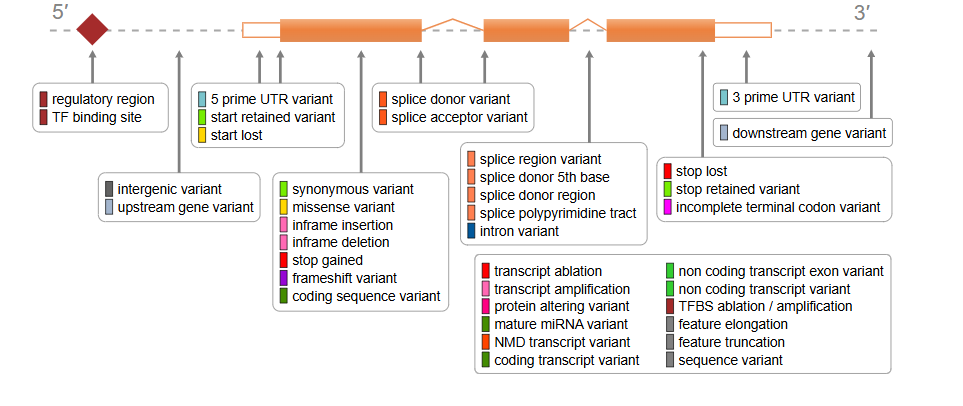 5′
3′
regulatory region
TF binding site
5 prime UTR variant
start retained variant
start lost
splice donor variant
splice acceptor variant
3 prime UTR variant
downstream gene variant
intergenic variant
upstream gene variant
synonymous variant
missense variant
inframe insertion
inframe deletion
stop gained
frameshift variant
coding sequence variant
splice region variant
splice donor 5th base
splice donor region
splice polypyrimidine tract
intron variant
stop lost
stop retained variant
incomplete terminal codon variant
transcript ablation
transcript amplification
protein altering variant
mature miRNA variant
NMD transcript variant
coding transcript variant
non coding transcript exon variant
non coding transcript variant
TFBS ablation / amplification
feature elongation
feature truncation
sequence variant